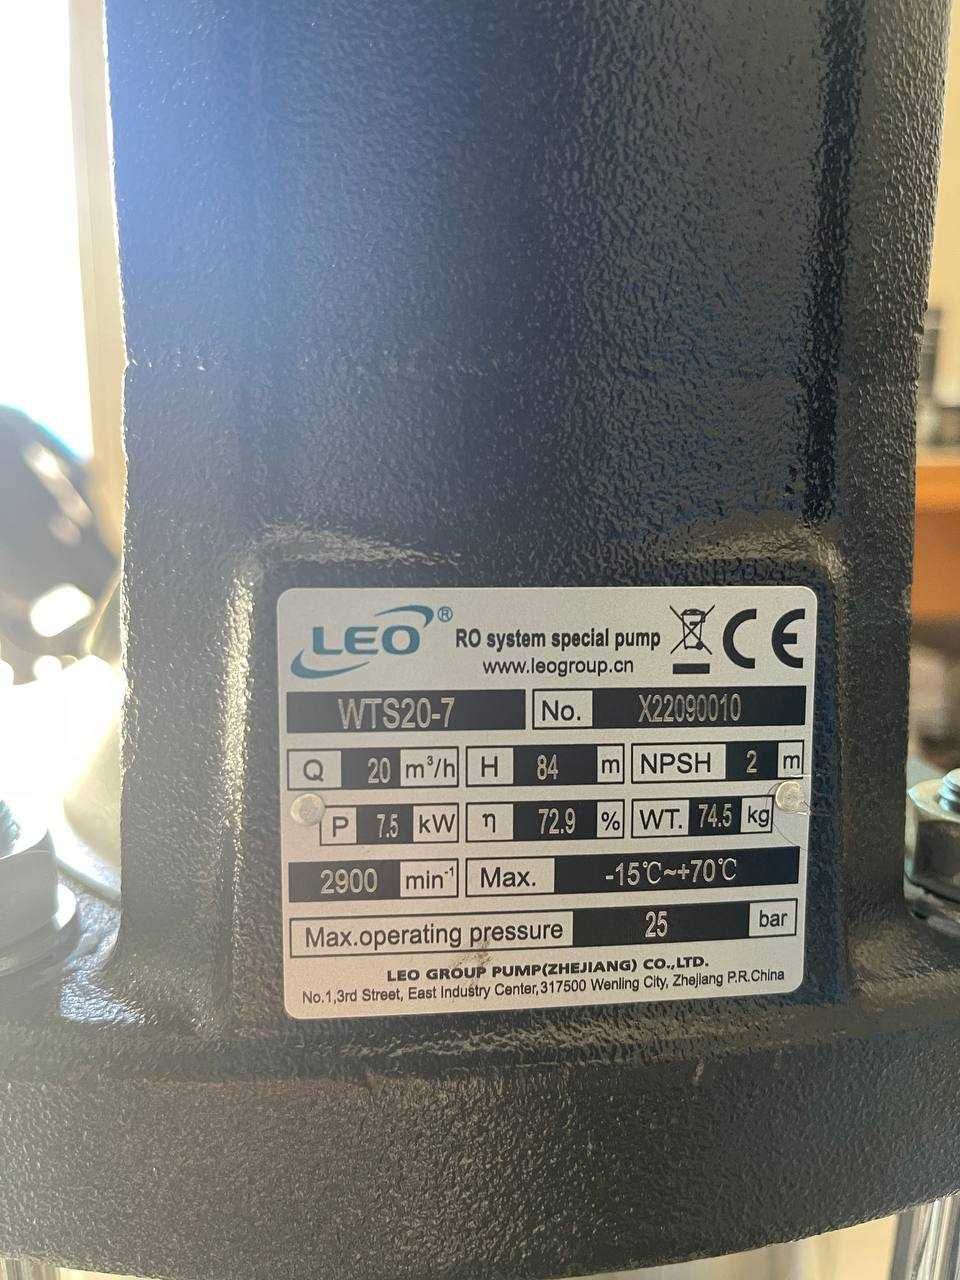 LEO® RO system special pump CE
www.leogroup.cn
WTS20-7 No. X22090010
Q 20 m³/h H 84 m NPSH 2 m
P 7.5 kW η 72.9 % WT. 74.5 kg
2900 min⁻¹ Max. -15℃~+70℃
Max.operating pressure 25 bar
LEO GROUP PUMP(ZHEJIANG) CO.,LTD.
No.1,3rd Street, East Industry Center,317500 Wenling City, Zhejiang P.R.China